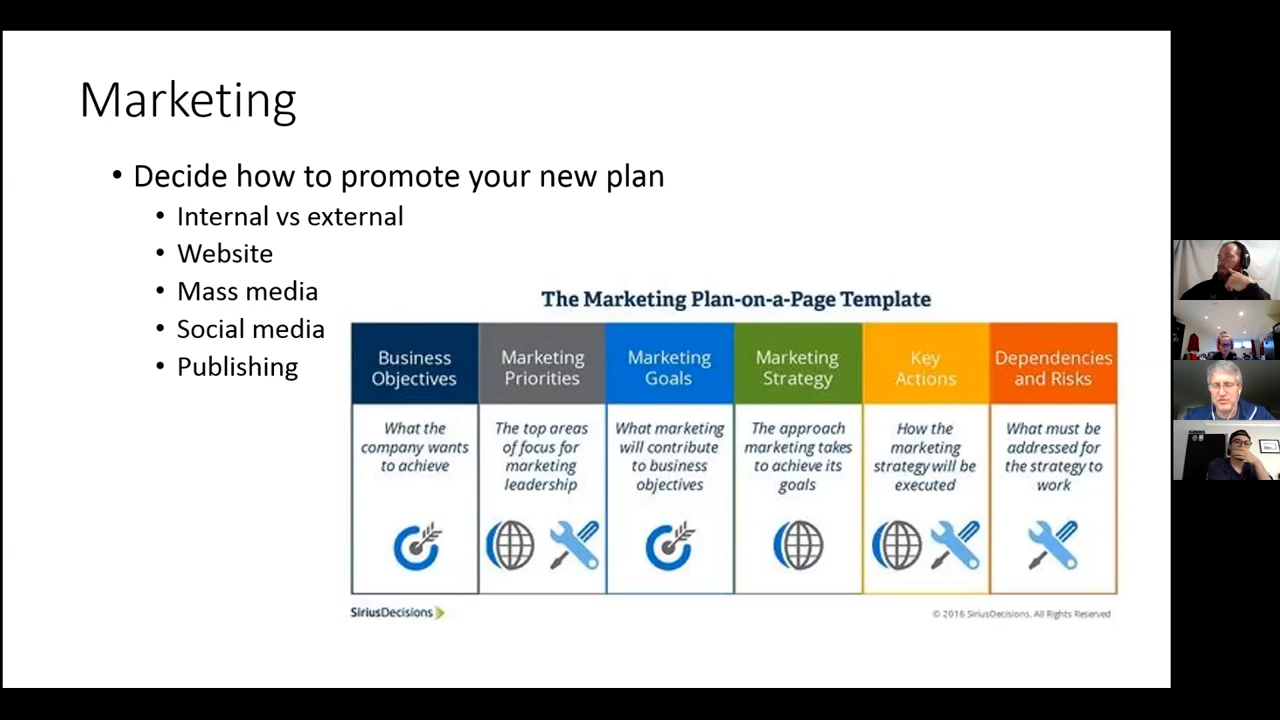 Marketing
• Decide how to promote your new plan
• Internal vs external
• Website
• Mass media
• Social media
• Publishing
The Marketing Plan-on-a-Page Template
Business
Objectives
Marketing
Priorities
Marketing
Goals
Marketing
Strategy
Key
Actions
Dependencies
and Risks
What the
company wants
to achieve
The top areas
of focus for
marketing
leadership
What marketing
will contribute
to business
objectives
The approach
marketing takes
to achieve its
goals
How the
marketing
strategy will be
executed
What must be
addressed for
the strategy to
work
SiriusDecisions
© 2016 SiriusDecisions. All Rights Reserved